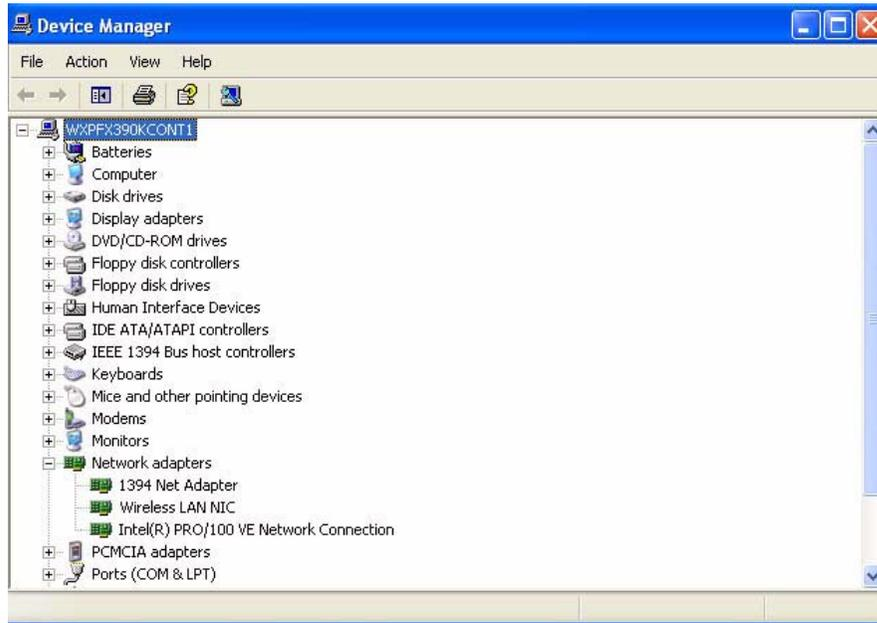 Device Manager
File Action View Help
WXPFX390KCONT1
Batteries
Computer
Disk drives
Display adapters
DVD/CD-ROM drives
Floppy disk controllers
Floppy disk drives
Human Interface Devices
IDE ATA/ATAPI controllers
IEEE 1394 Bus host controllers
Keyboards
Mice and other pointing devices
Modems
Monitors
Network adapters
1394 Net Adapter
Wireless LAN NIC
Intel(R) PRO/100 VE Network Connection
PCMCIA adapters
Ports (COM & LPT)